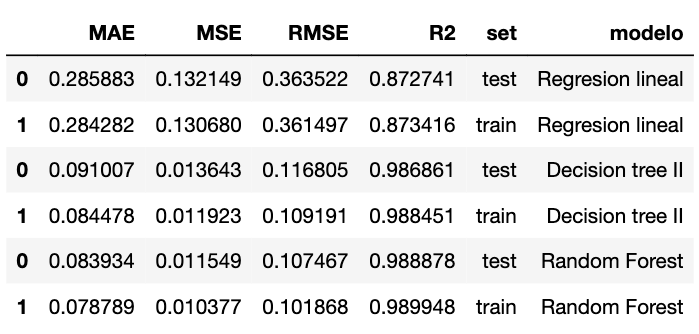 MAE MSE RMSE R2 set modelo
0 0.285883 0.132149 0.363522 0.872741 test Regresion lineal
1 0.284282 0.130680 0.361497 0.873416 train Regresion lineal
0 0.091007 0.013643 0.116805 0.986861 test Decision tree II
1 0.084478 0.011923 0.109191 0.988451 train Decision tree II
0 0.083934 0.011549 0.107467 0.988878 test Random Forest
1 0.078789 0.010377 0.101868 0.989948 train Random Forest